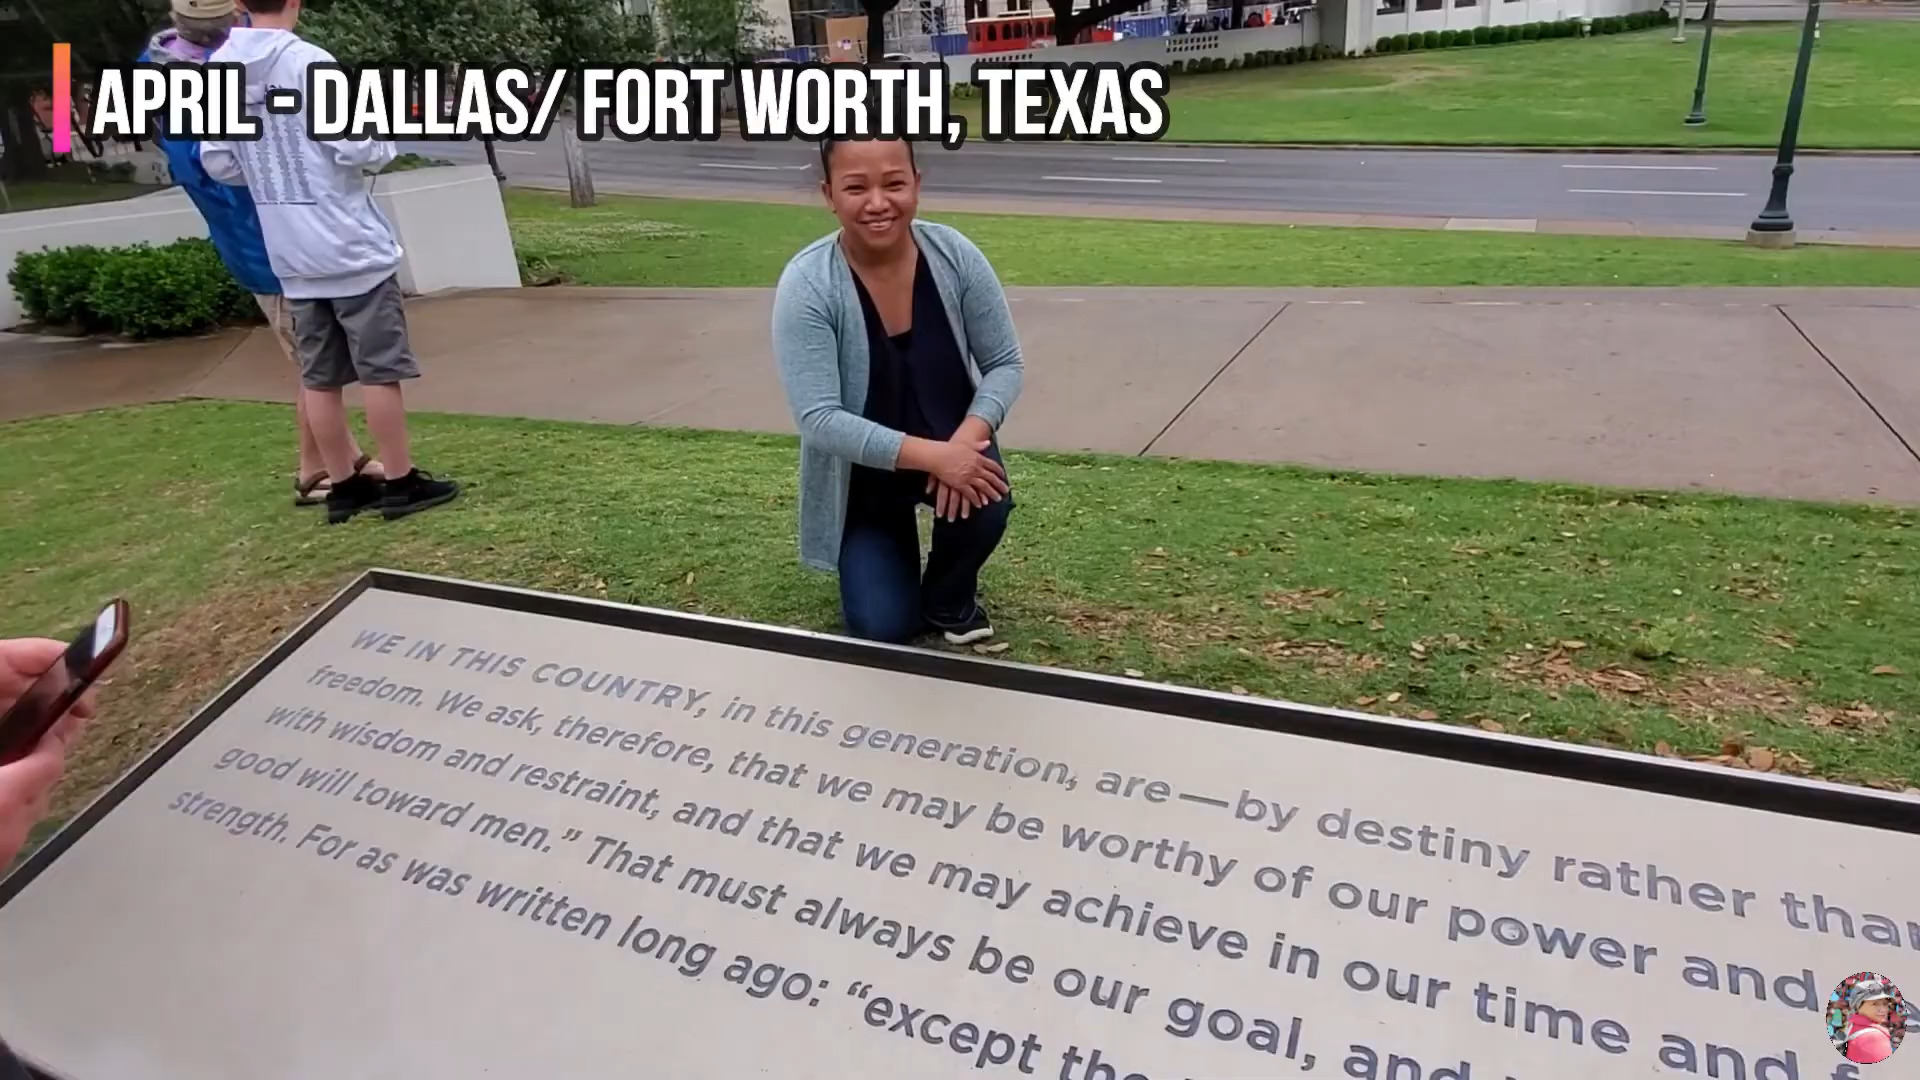 APRIL - DALLAS/ FORT WORTH, TEXAS
WE IN THIS COUNTRY, in this generation, are—by destiny rather
freedom. We ask, therefore, that we may be worthy of our power and
with wisdom and restraint, and that we may achieve in our time and
good will toward men.” That must always be our goal, and
strength. For as was written long ago: “except